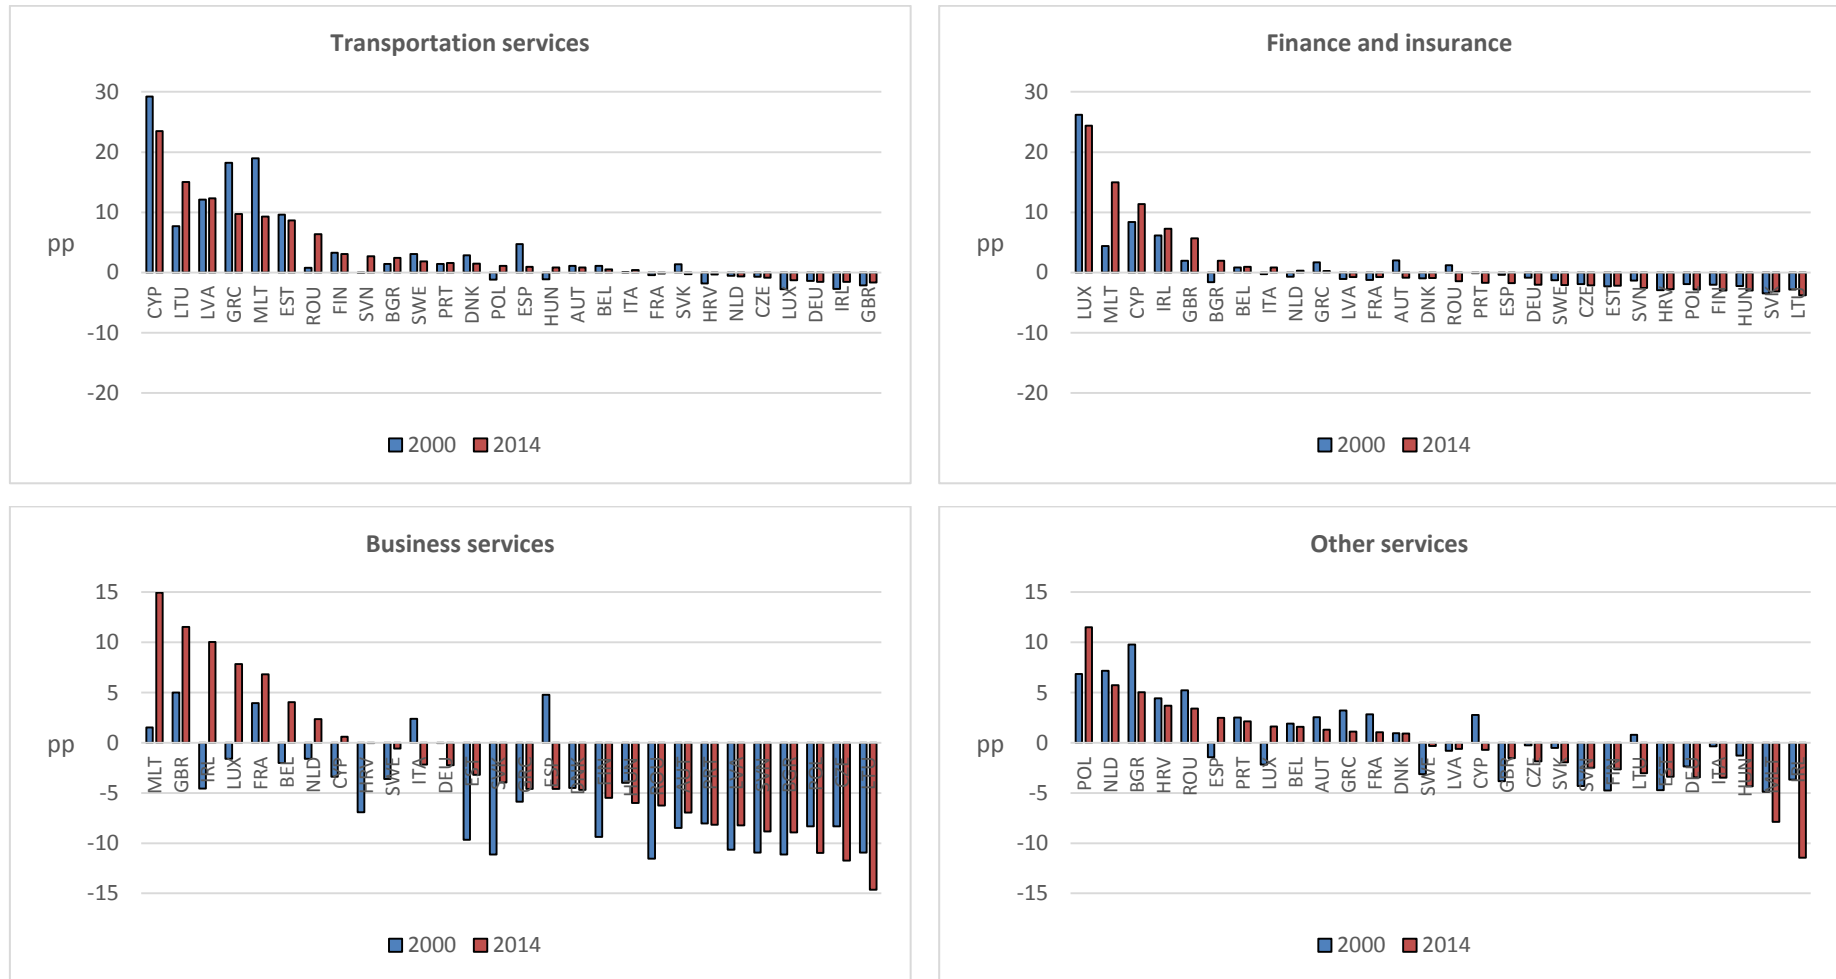 Transportation services
30
20
10
0
-10
-20
pp
CYP LTU LVA GRC MLT EST ROU FIN SVN BGR SWE PRT DNK POL ESP HUN AUT BEL ITA FRA SVK HRV NLD CZE LUX DEU IRL GBR
2000 2014
Finance and insurance
30
20
10
0
-10
-20
pp
LUX MLT CYP IRL GBR BGR BEL ITA NLD GRC LVA FRA AUT DNK ROU PRT ESP DEU SWE CZE EST SVN HRV POL FIN HUN SVK LTU
2000 2014
Business services
15
10
5
0
-5
-10
-15
pp
MLT GBR IRL LUX FRA BEL NLD CYP HRV SWE ITA DEU ESP
2000 2014
Other services
15
10
5
0
-5
-10
-15
pp
POL NLD BGR HRV ROU ESP PRT LUX BEL AUT GRC FRA DNK SWE LVA CYP GBR CZE SVK SVN FIN LTU EST DEU ITA HUN
2000 2014